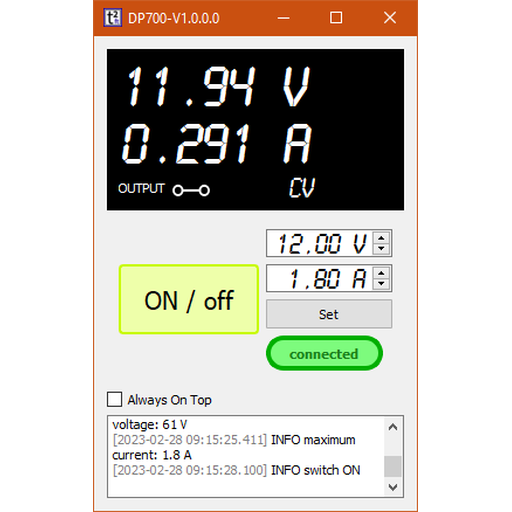 DP700-V1.0.0.0
11.94 V
0.291 A
OUTPUT CV
12.00 V
1.80 A
ON / off
Set
connected
Always On Top
voltage: 61 V
[2023-02-28 09:15:25.411] INFO maximum
current: 1.8 A
[2023-02-28 09:15:28.100] INFO switch ON